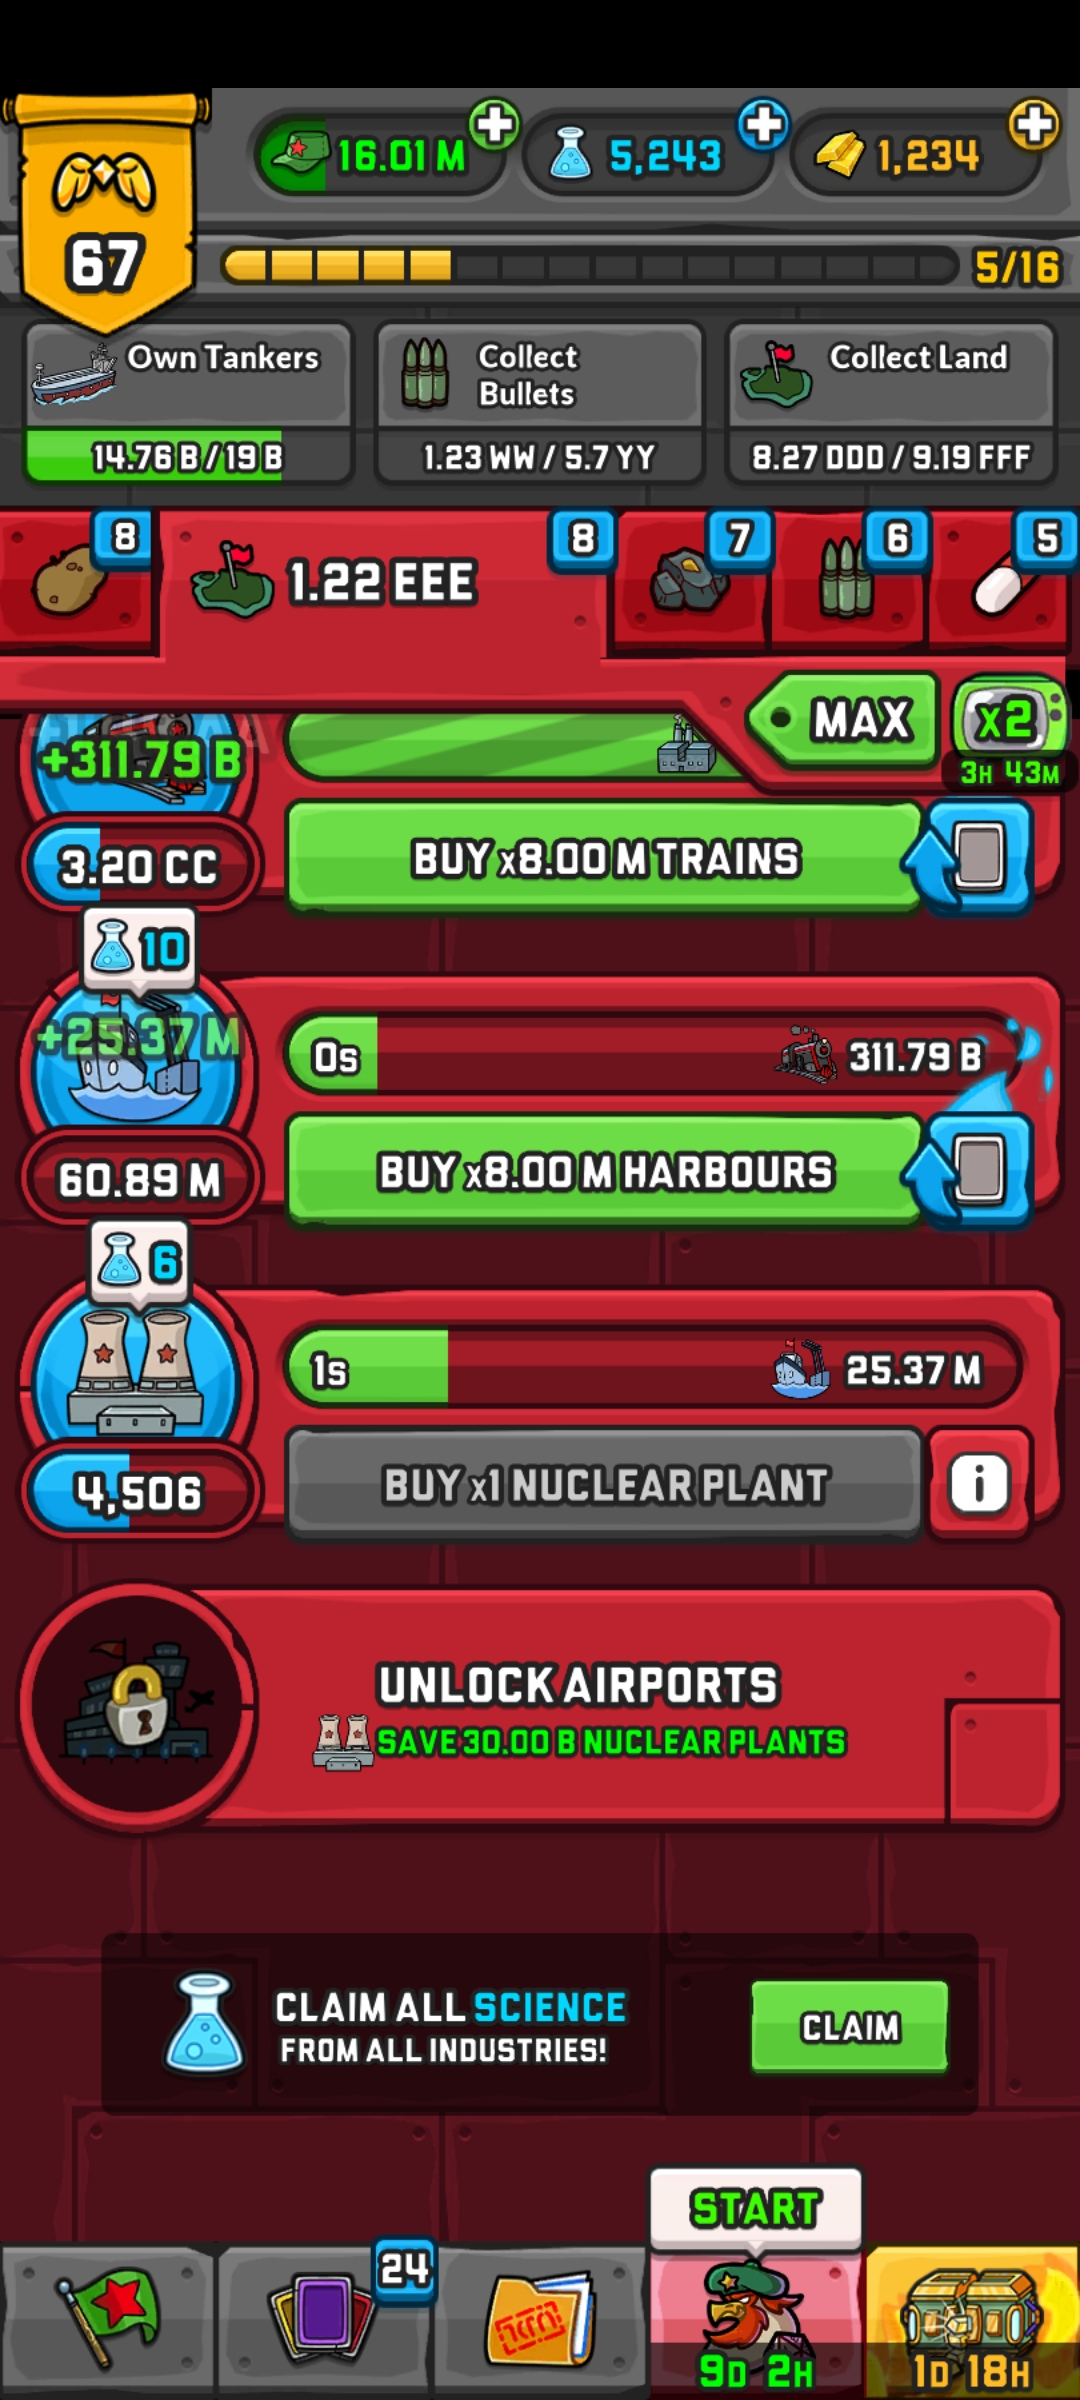 16.01 M
5,243
1,234
67
5/16
Own Tankers
14.76 B / 19 B
Collect
Bullets
1.23 WW / 5.7 YY
Collect Land
8.27 DDD / 9.19 FFF
8
1.22 EEE
8
7
6
5
MAX
x2
3H 43M
+311.79 B
3.20 CC
BUY x8.00 M TRAINS
10
+25.37 M
0s
311.79 B
60.89 M
BUY x8.00 M HARBOURS
6
1s
25.37 M
4,506
BUY x1 NUCLEAR PLANT
i
UNLOCK AIRPORTS
SAVE 30.00 B NUCLEAR PLANTS
CLAIM ALL SCIENCE
FROM ALL INDUSTRIES!
CLAIM
START
24
9D 2H
1D 18H